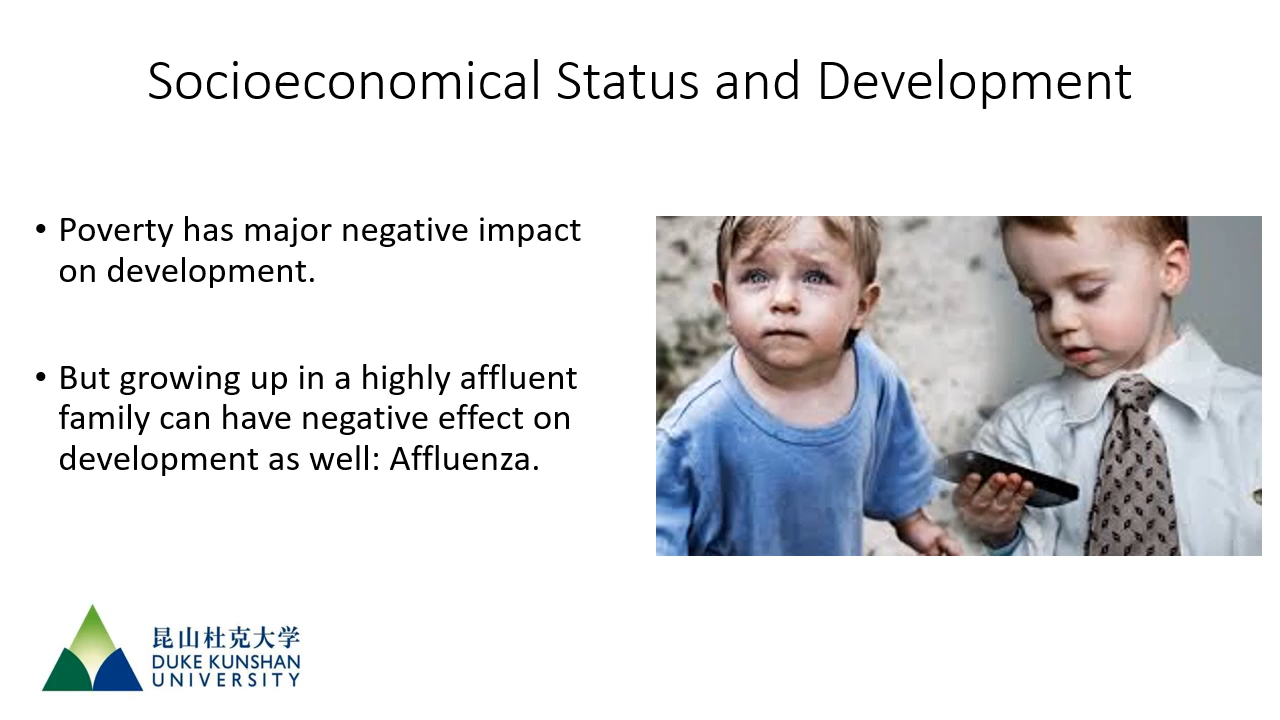 Socioeconomical Status and Development
• Poverty has major negative impact
on development.
• But growing up in a highly affluent
family can have negative effect on
development as well: Affluenza.
昆山杜克大学
DUKE KUNSHAN
UNIVERSITY